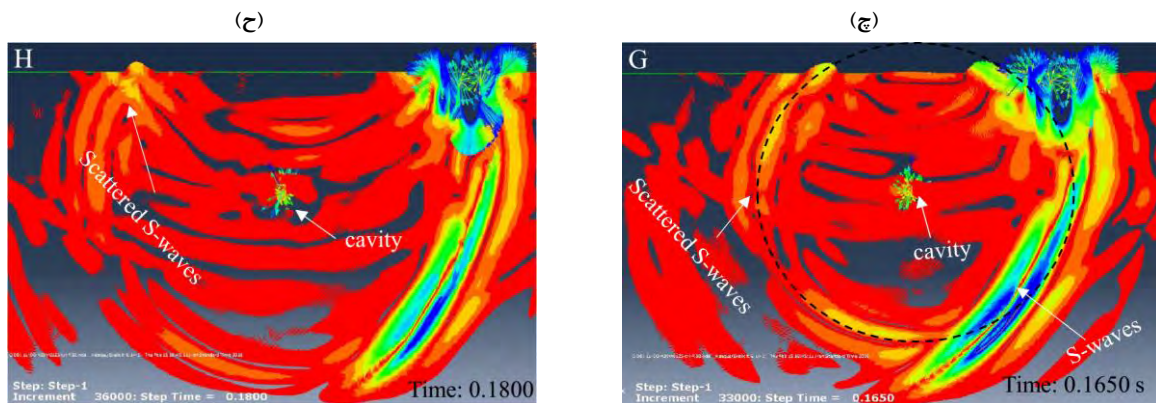 (ح)
(چ)
H
Scattered S-waves
cavity
Step: Step-1
Increment 36000: Step Time = 0.1800
Time: 0.1800
G
Scattered S-waves
cavity
S-waves
Step: Step-1
Increment 33000: Step Time = 0.1650
Time: 0.1650 s